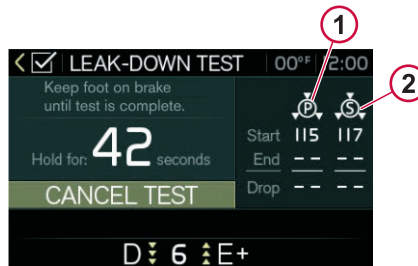 1
2
LEAK-DOWN TEST 00°F 12:00
Keep foot on brake
until test is complete.
Hold for: 42 seconds
CANCEL TEST
P S
Start 115 117
End -- --
Drop -- --
D 6 E+